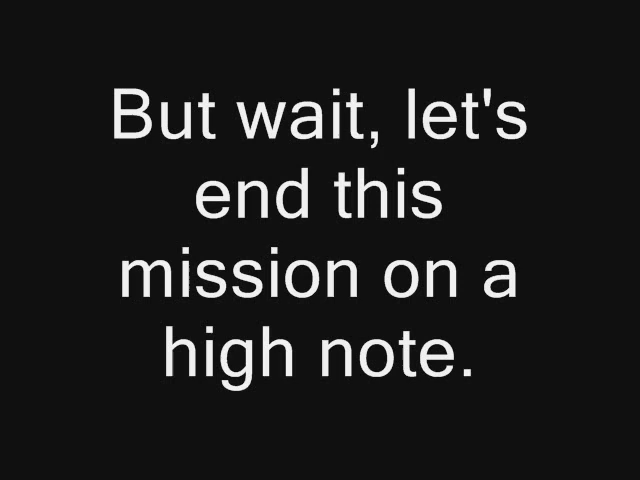 But wait, let's
end this
mission on a
high note.